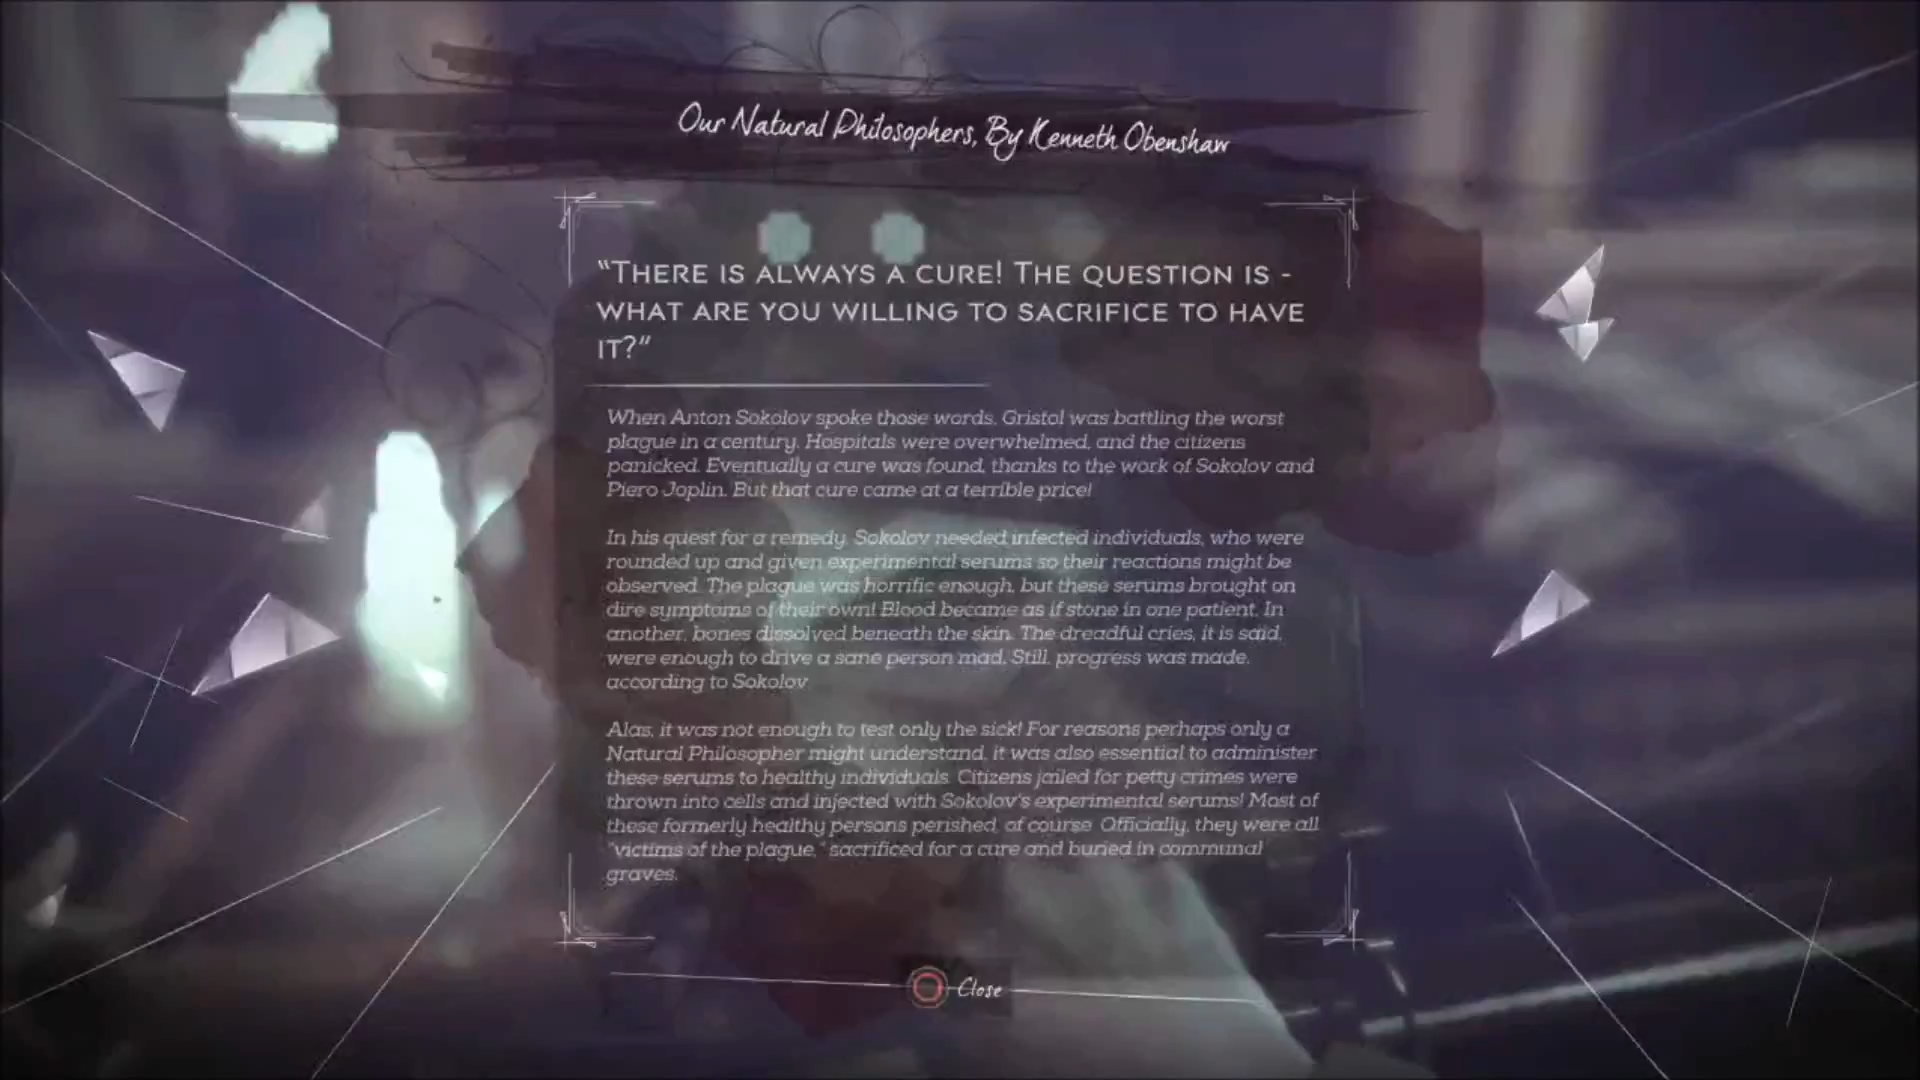 Our Natural Philosophers, By Kenneth Obenshaw
"There is always a cure! The question is -
what are you willing to sacrifice to have
it?"
When Anton Sokolov spoke those words, Gristol was battling the worst
plague in a century. Hospitals were overwhelmed, and the citizens
panicked. Eventually a cure was found, thanks to the work of Sokolov and
Piero Joplin. But that cure came at a terrible price!
In his quest for a remedy, Sokolov needed infected individuals, who were
rounded up and given experimental serums so their reactions might be
observed. The plague was horrific enough, but these serums brought on
dire symptoms of their own! Blood became as if stone in one patient. In
another, bones dissolved beneath the skin. The dreadful cries, it is said,
were enough to drive a sane person mad. Still, progress was made,
according to Sokolov.
Alas, it was not enough to test only the sick! For reasons perhaps only a
Natural Philosopher might understand, it was also essential to administer
these serums to healthy individuals. Citizens jailed for petty crimes were
thrown into cells and injected with Sokolov's experimental serums! Most of
these formerly healthy persons perished, of course. Officially, they were all
"victims of the plague," sacrificed for a cure and buried in communal
graves.
Close